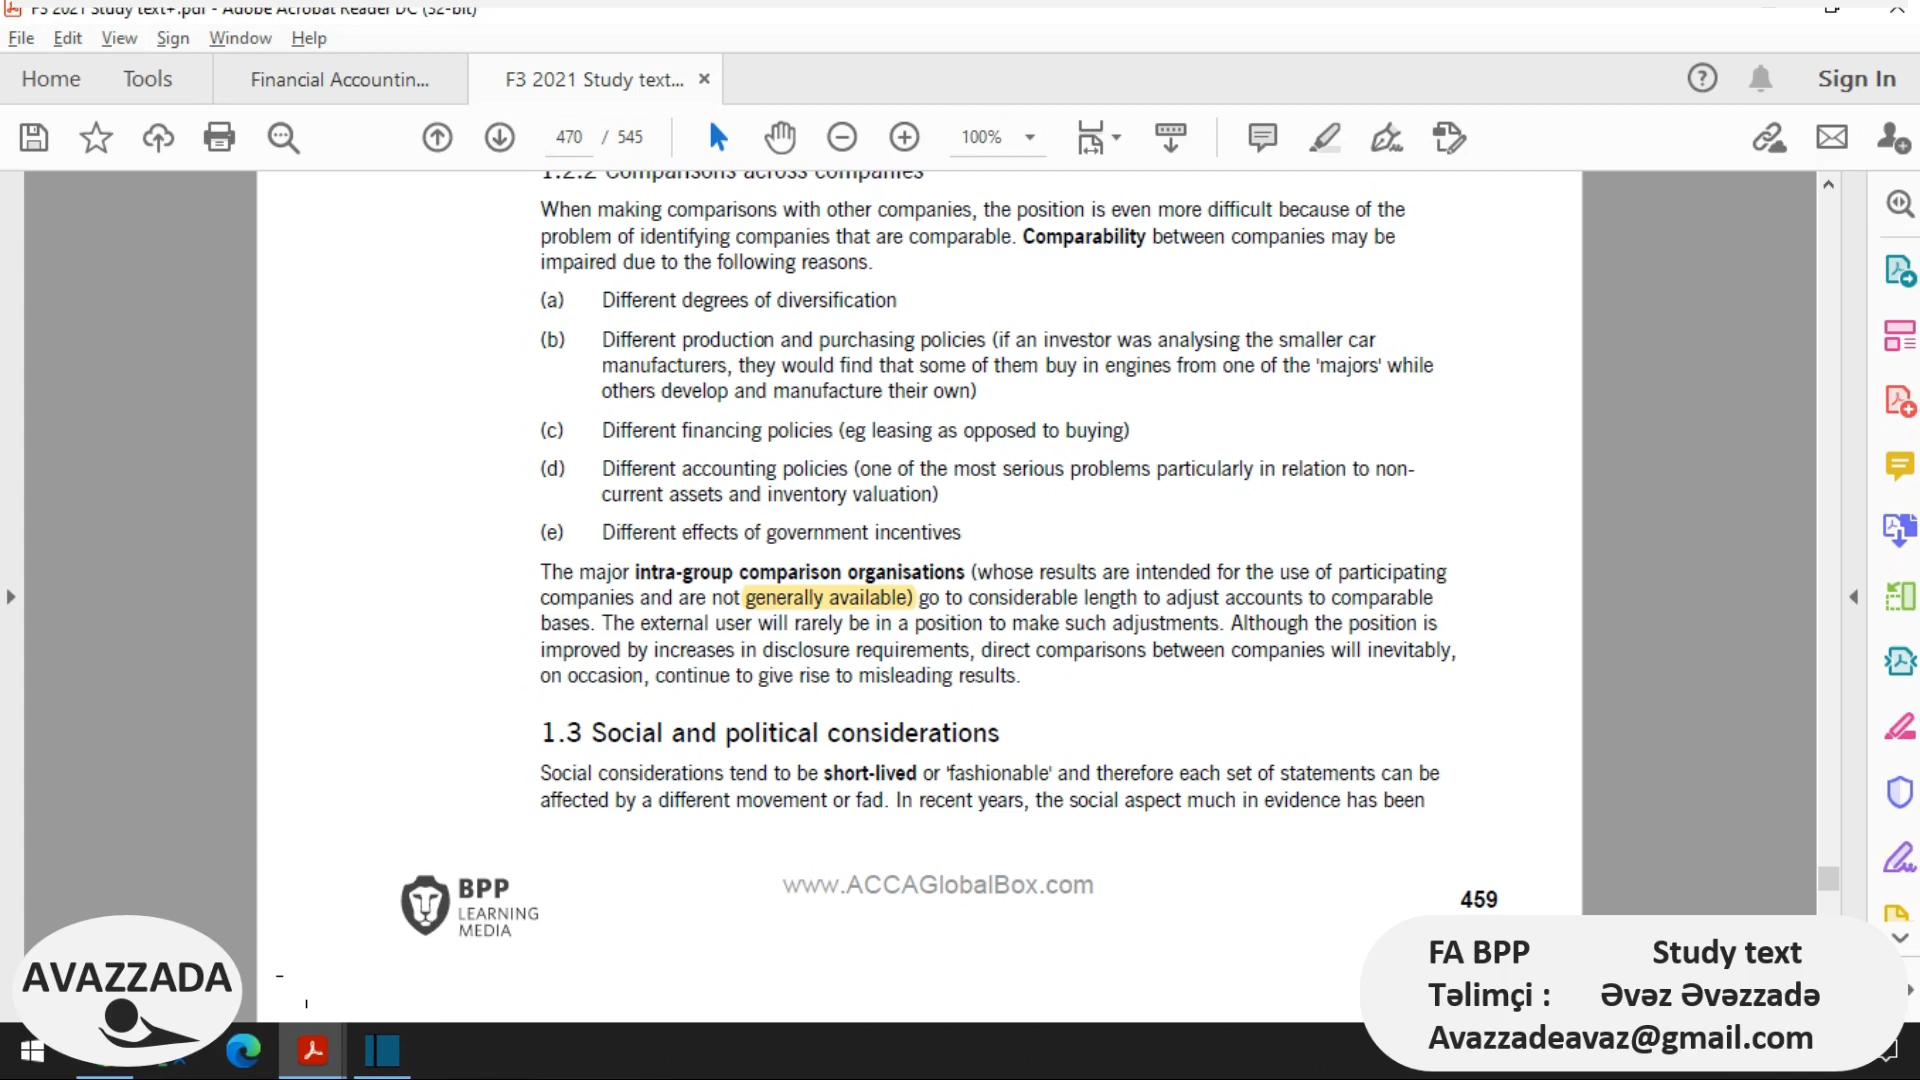 F3 2021 Study text+.pdf - Adobe Acrobat Reader DC (32-bit)
File Edit View Sign Window Help
Home Tools Financial Accountin... F3 2021 Study text... × Sign In
470 / 545 100%
1.2.2 Comparisons across companies
When making comparisons with other companies, the position is even more difficult because of the
problem of identifying companies that are comparable. Comparability between companies may be
impaired due to the following reasons.
(a) Different degrees of diversification
(b) Different production and purchasing policies (if an investor was analysing the smaller car
manufacturers, they would find that some of them buy in engines from one of the 'majors' while
others develop and manufacture their own)
(c) Different financing policies (eg leasing as opposed to buying)
(d) Different accounting policies (one of the most serious problems particularly in relation to non-
current assets and inventory valuation)
(e) Different effects of government incentives
The major intra-group comparison organisations (whose results are intended for the use of participating
companies and are not generally available) go to considerable length to adjust accounts to comparable
bases. The external user will rarely be in a position to make such adjustments. Although the position is
improved by increases in disclosure requirements, direct comparisons between companies will inevitably,
on occasion, continue to give rise to misleading results.
1.3 Social and political considerations
Social considerations tend to be short-lived or 'fashionable' and therefore each set of statements can be
affected by a different movement or fad. In recent years, the social aspect much in evidence has been
BPP
LEARNING
MEDIA
www.ACCAGlobalBox.com
459
AVAZZADA
FA BPP Study text
Təlimçi : Əvəz Əvəzzadə
Avazzadeavaz@gmail.com